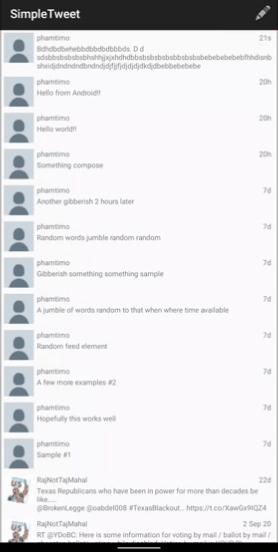 SimpleTweet
phamtimo 21s
phamtimo 20h
Hello from Android!!
phamtimo 20h
Hello world!!
phamtimo 20h
Something compose
phamtimo 7d
Another gibberish 2 hours later
phamtimo 7d
Random words jumble random random
phamtimo 7d
Gibberish something something sample
phamtimo 7d
A jumble of words random to that when where time available
phamtimo 7d
Random feed element
phamtimo 7d
A few more examples #2
phamtimo 7d
Hopefully this works well
phamtimo 7d
Sample #1
RajNotTajMahal 22d
Texas Republicans who have been in power for more than decades be
like.....
@BrokenLegge @oabdel008 #TexasBlackout.. https://t.co/XawGx9IQZ4
RajNotTajMahal 2 Sep 20
RT @YDoBC: Here is some information for voting by mail / ballot by mail /